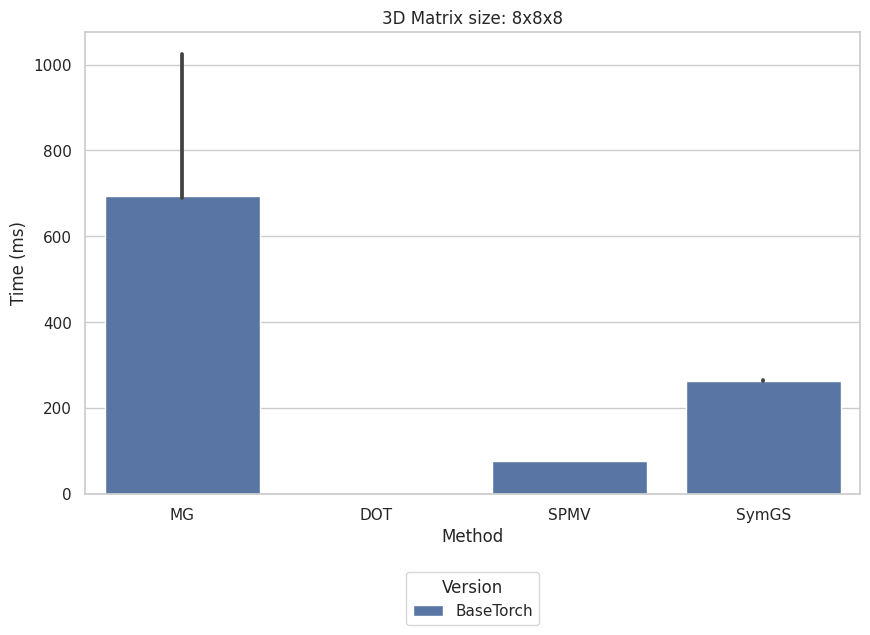 3D Matrix size: 8x8x8
1000
800
600
400
200
0
Time (ms)
MG DOT SPMV SymGS
Method
Version
BaseTorch